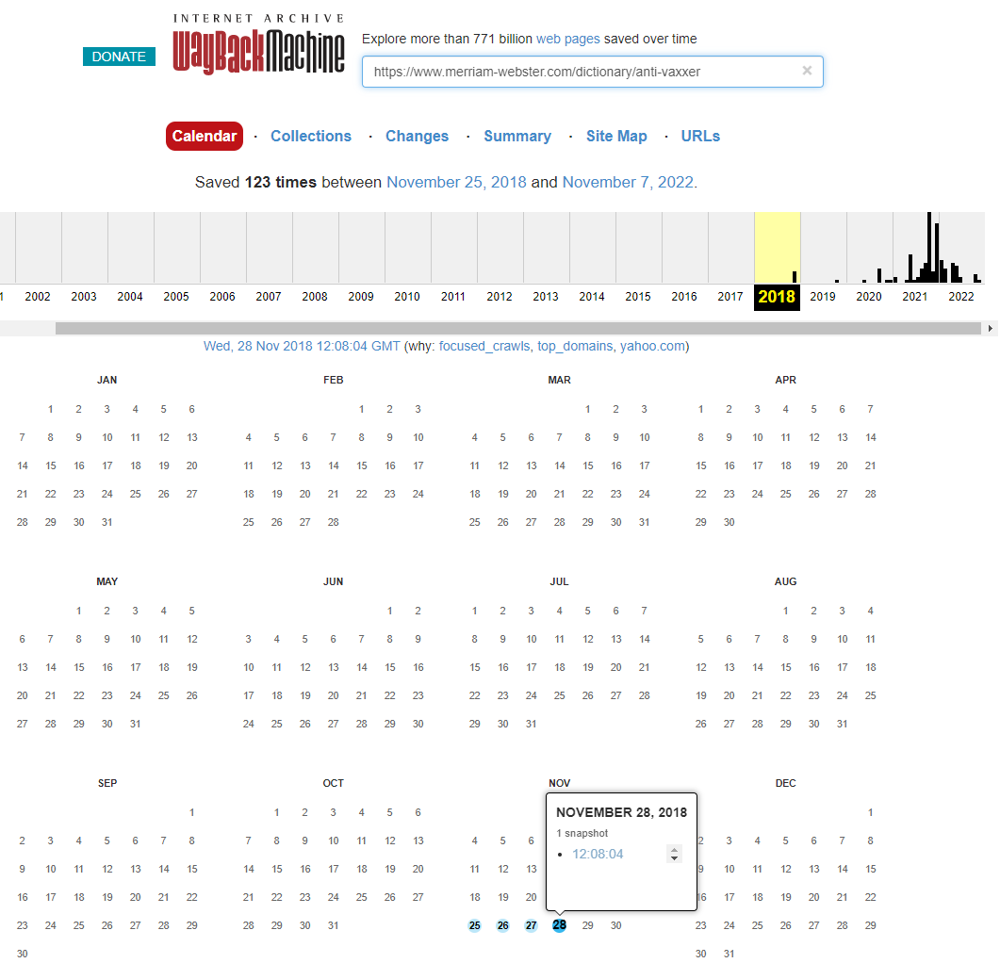 INTERNET ARCHIVE
DONATE
WayBackMachine
Explore more than 771 billion web pages saved over time
https://www.merriam-webster.com/dictionary/anti-vaxxer ×
Calendar · Collections · Changes · Summary · Site Map · URLs
Saved 123 times between November 25, 2018 and November 7, 2022.
1 2002 2003 2004 2005 2006 2007 2008 2009 2010 2011 2012 2013 2014 2015 2016 2017 2018 2019 2020 2021 2022
Wed, 28 Nov 2018 12:08:04 GMT (why: focused_crawls, top_domains, yahoo.com)
JAN FEB MAR APR
1 2 3 4 5 6 1 2 3 1 2 3 1 2 3 4 5 6 7
7 8 9 10 11 12 13 4 5 6 7 8 9 10 4 5 6 7 8 9 10 8 9 10 11 12 13 14
14 15 16 17 18 19 20 11 12 13 14 15 16 17 11 12 13 14 15 16 17 15 16 17 18 19 20 21
21 22 23 24 25 26 27 18 19 20 21 22 23 24 18 19 20 21 22 23 24 22 23 24 25 26 27 28
28 29 30 31 25 26 27 28 25 26 27 28 29 30 31 29 30
MAY JUN JUL AUG
1 2 3 4 5 1 2 1 2 3 4 5 6 7 1 2 3 4
6 7 8 9 10 11 12 3 4 5 6 7 8 9 8 9 10 11 12 13 14 5 6 7 8 9 10 11
13 14 15 16 17 18 19 10 11 12 13 14 15 16 15 16 17 18 19 20 21 12 13 14 15 16 17 18
20 21 22 23 24 25 26 17 18 19 20 21 22 23 22 23 24 25 26 27 28 19 20 21 22 23 24 25
27 28 29 30 31 24 25 26 27 28 29 30 29 30 31 26 27 28 29 30 31
SEP OCT NOV DEC
1 1 2 3 4 5 6 1
2 3 4 5 6 7 8 7 8 9 10 11 12 13 4 5 6 2 3 4 5 6 7 8
9 10 11 12 13 14 15 14 15 16 17 18 19 20 11 12 13 9 10 11 12 13 14 15
16 17 18 19 20 21 22 21 22 23 24 25 26 27 18 19 20 16 17 18 19 20 21 22
23 24 25 26 27 28 29 28 29 30 31 25 26 27 28 29 30 23 24 25 26 27 28 29
30 30 31
NOVEMBER 28, 2018
1 snapshot
• 12:08:04